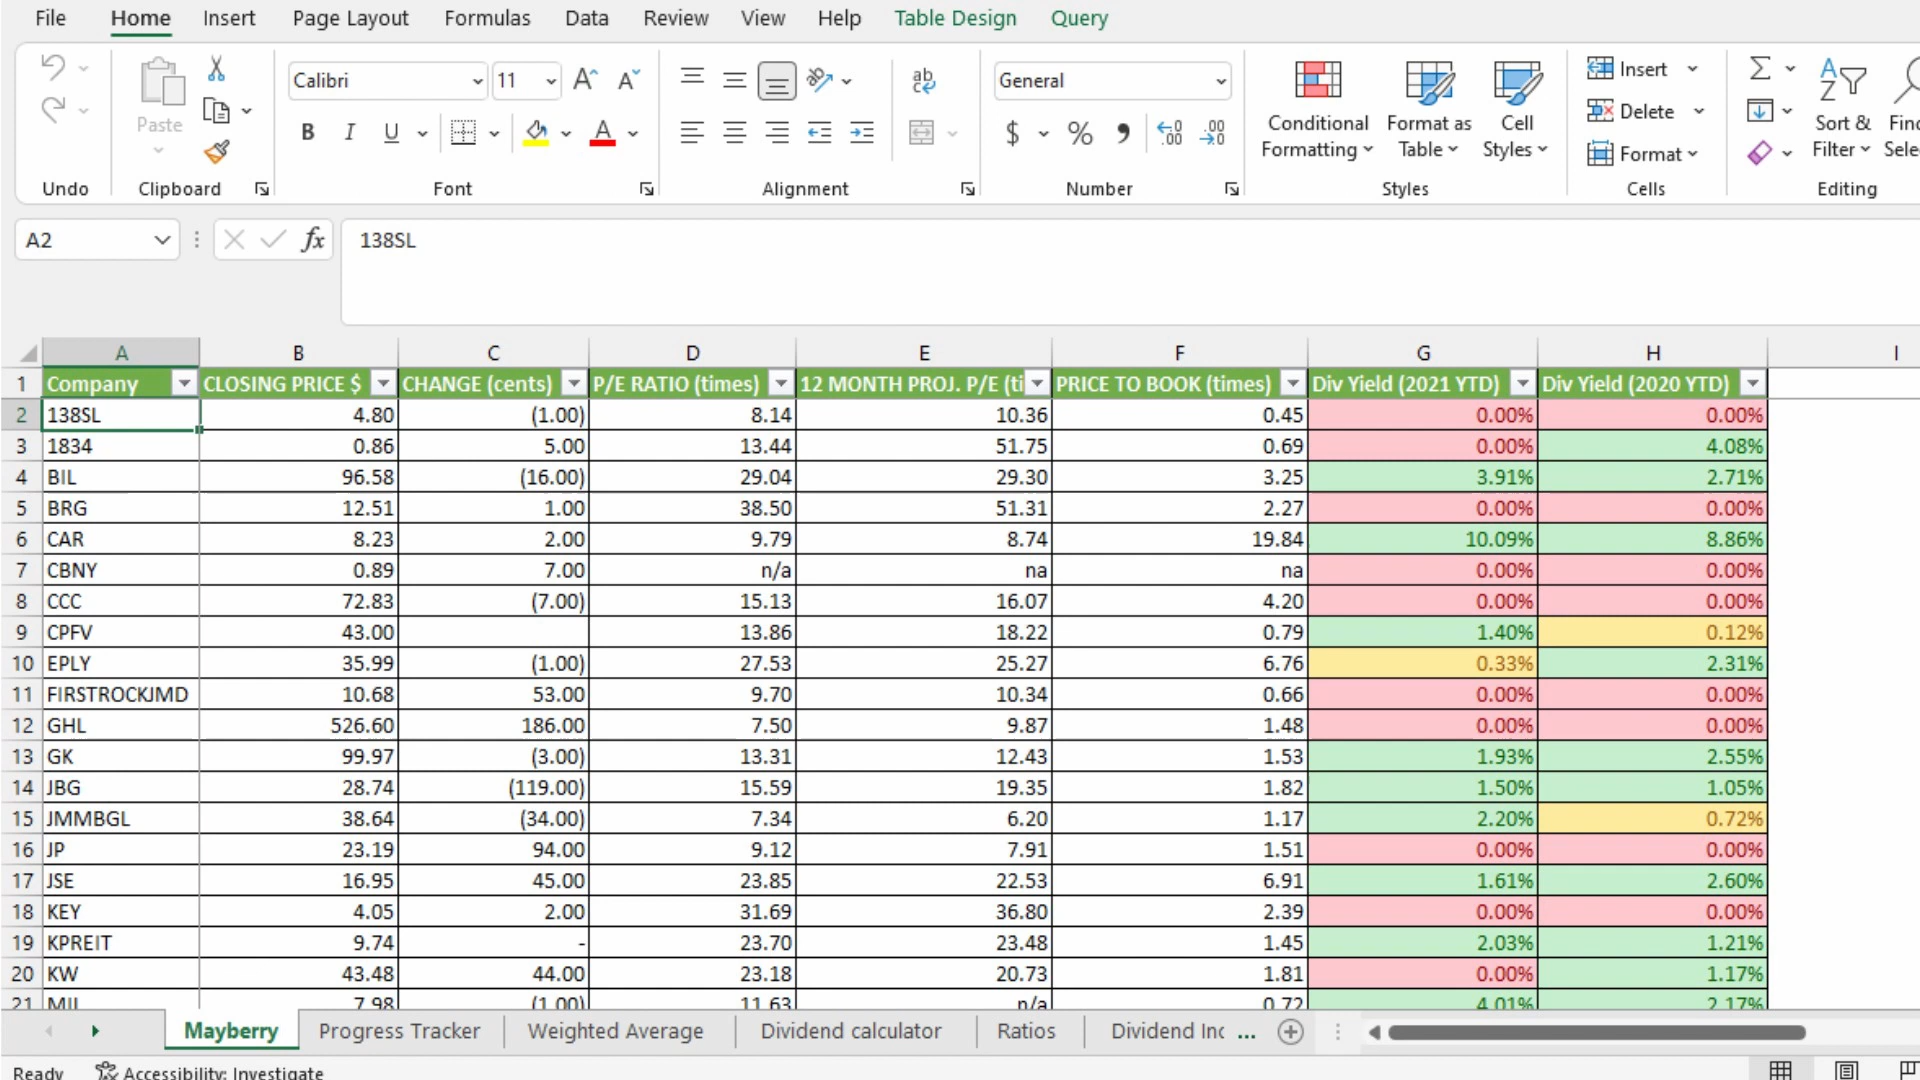 File Home Insert Page Layout Formulas Data Review View Help Table Design Query
Calibri 11 A A ab General Insert
Paste Conditional Formatting Format as Table Cell Styles Delete Sort & Filter
B I U A $ % Format
Undo Clipboard Font Alignment Number Styles Cells Editing
A2 fx 138SL
A B C D E F G H I
1 Company CLOSING PRICE $ CHANGE (cents) P/E RATIO (times) 12 MONTH PROJ. P/E (ti PRICE TO BOOK (times) Div Yield (2021 YTD) Div Yield (2020 YTD)
2 138SL 4.80 (1.00) 8.14 10.36 0.45 0.00% 0.00%
3 1834 0.86 5.00 13.44 51.75 0.69 0.00% 4.08%
4 BIL 96.58 (16.00) 29.04 29.30 3.25 3.91% 2.71%
5 BRG 12.51 1.00 38.50 51.31 2.27 0.00% 0.00%
6 CAR 8.23 2.00 9.79 8.74 19.84 10.09% 8.86%
7 CBNY 0.89 7.00 n/a na na 0.00% 0.00%
8 CCC 72.83 (7.00) 15.13 16.07 4.20 0.00% 0.00%
9 CPFV 43.00 13.86 18.22 0.79 1.40% 0.12%
10 EPLY 35.99 (1.00) 27.53 25.27 6.76 0.33% 2.31%
11 FIRSTROCKJMD 10.68 53.00 9.70 10.34 0.66 0.00% 0.00%
12 GHL 526.60 186.00 7.50 9.87 1.48 0.00% 0.00%
13 GK 99.97 (3.00) 13.31 12.43 1.53 1.93% 2.55%
14 JBG 28.74 (119.00) 15.59 19.35 1.82 1.50% 1.05%
15 JMMBGL 38.64 (34.00) 7.34 6.20 1.17 2.20% 0.72%
16 JP 23.19 94.00 9.12 7.91 1.51 0.00% 0.00%
17 JSE 16.95 45.00 23.85 22.53 6.91 1.61% 2.60%
18 KEY 4.05 2.00 31.69 36.80 2.39 0.00% 0.00%
19 KPREIT 9.74 - 23.70 23.48 1.45 2.03% 1.21%
20 KW 43.48 44.00 23.18 20.73 1.81 0.00% 1.17%
21 MIL 7.98 (1.00) 11.63 n/a 0.72 4.01% 2.17%
Mayberry Progress Tracker Weighted Average Dividend calculator Ratios Dividend Inc ...
Ready Accessibility: Investigate